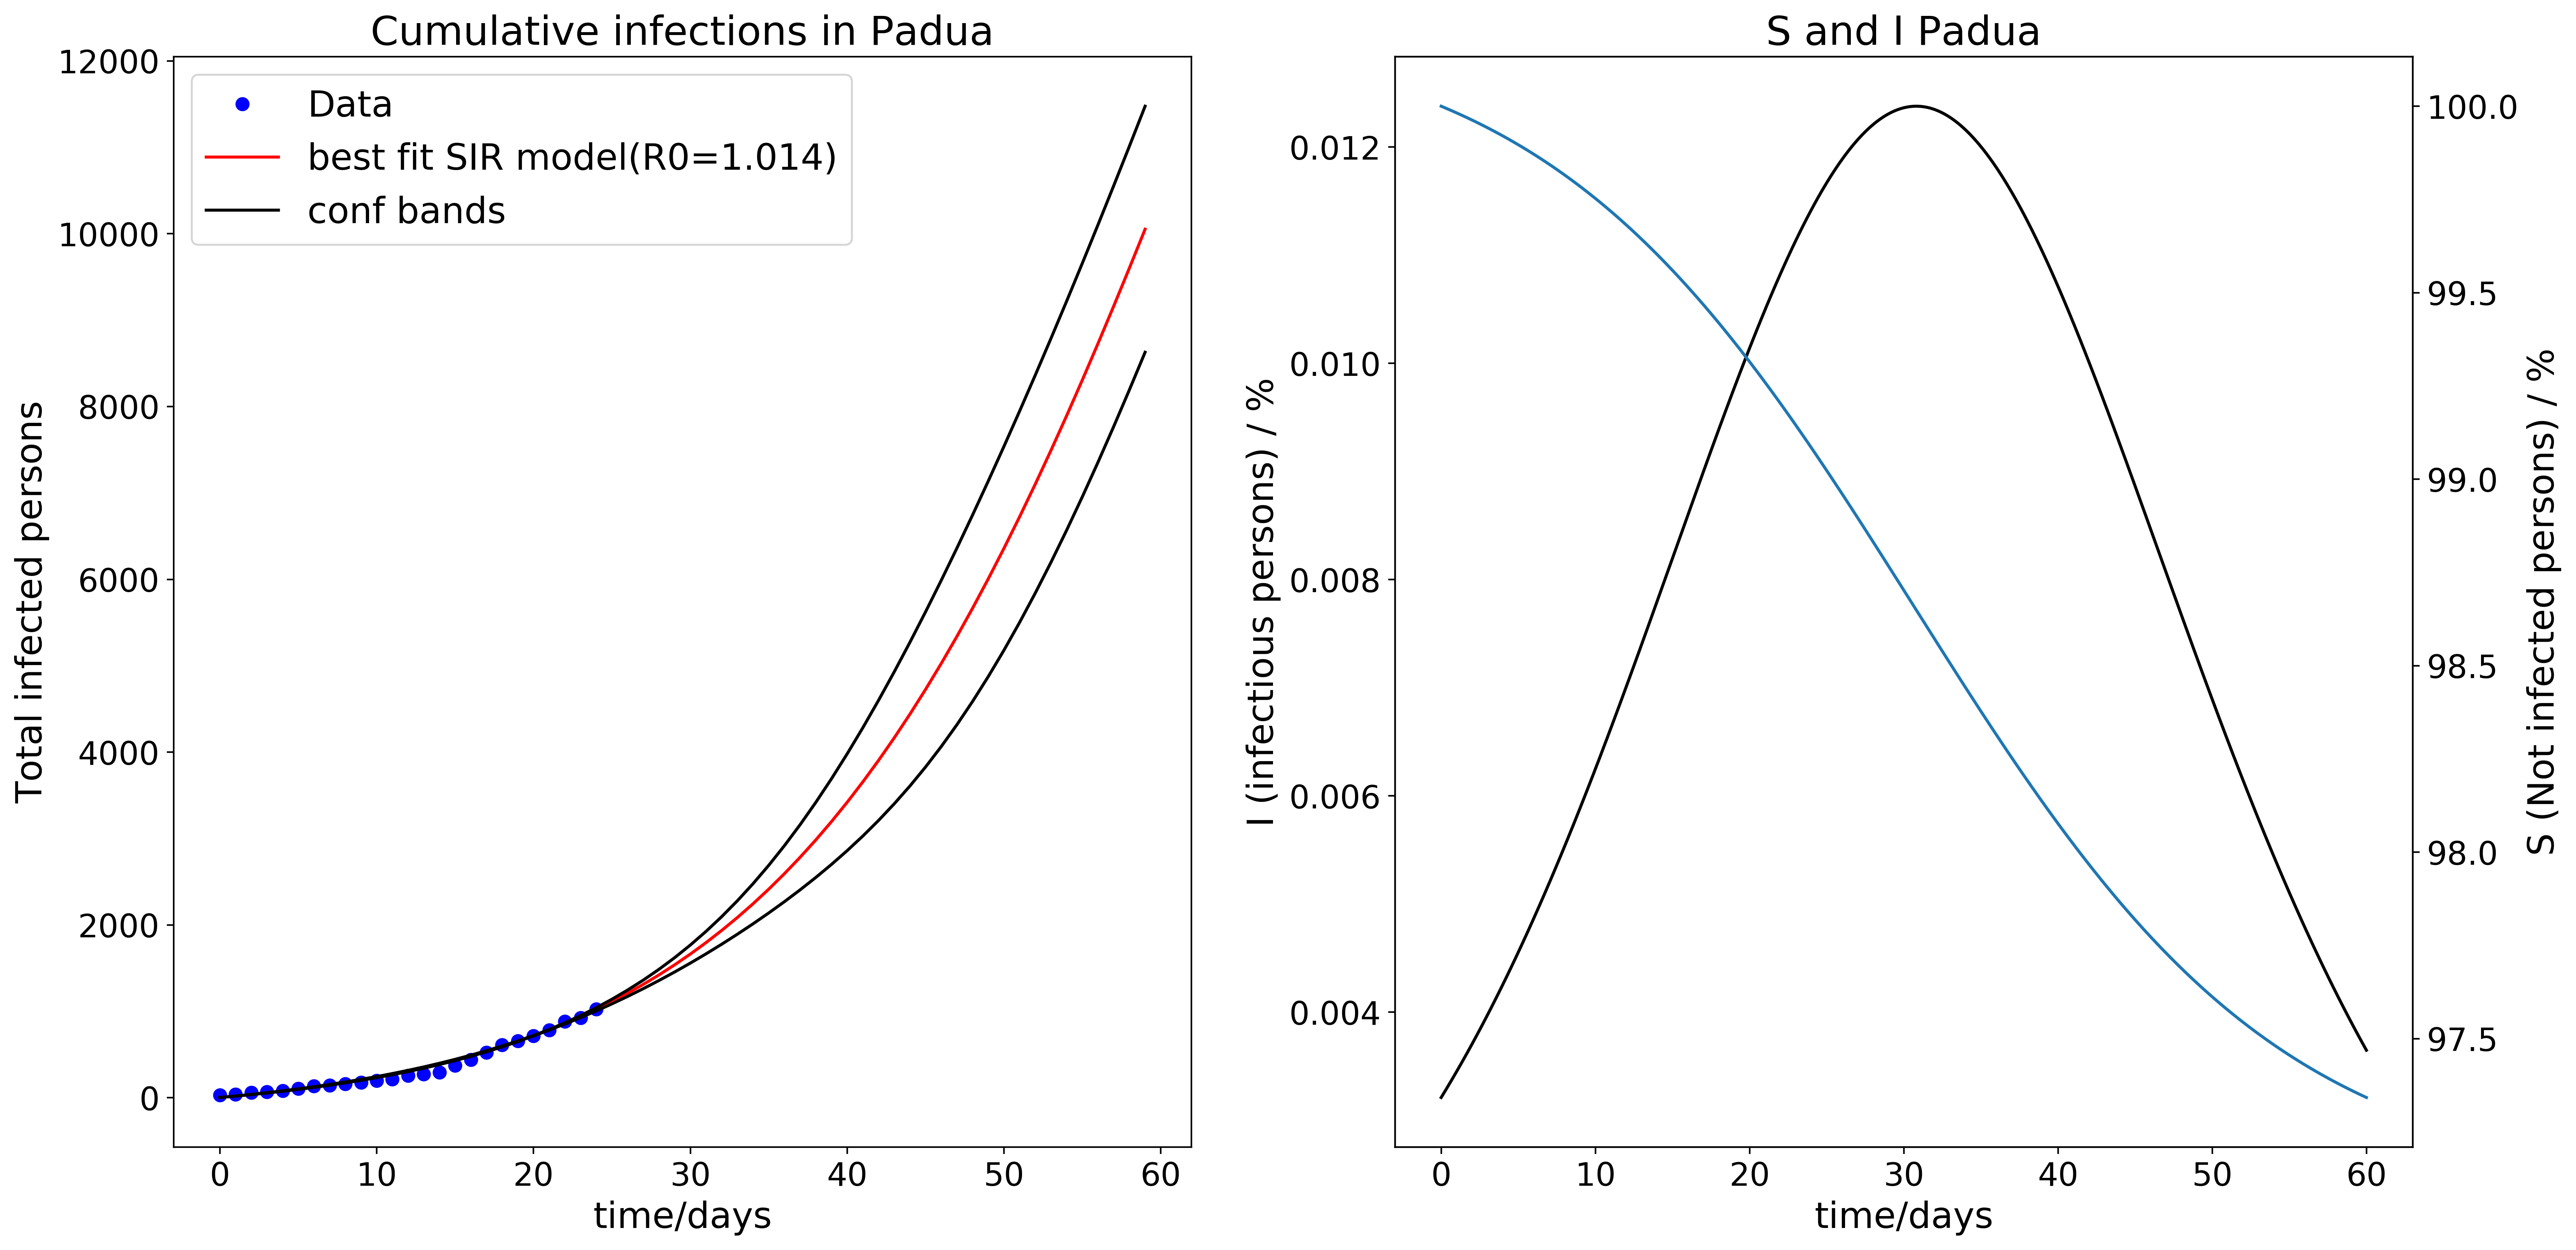 Cumulative infections in Padua
12000
10000
8000
6000
4000
2000
0
Total infected persons
Data
best fit SIR model(R0=1.014)
conf bands
0 10 20 30 40 50 60
time/days
S and I Padua
0.012
0.010
0.008
0.006
0.004
I (infectious persons) / %
100.0
99.5
99.0
98.5
98.0
97.5
S (Not infected persons) / %
0 10 20 30 40 50 60
time/days